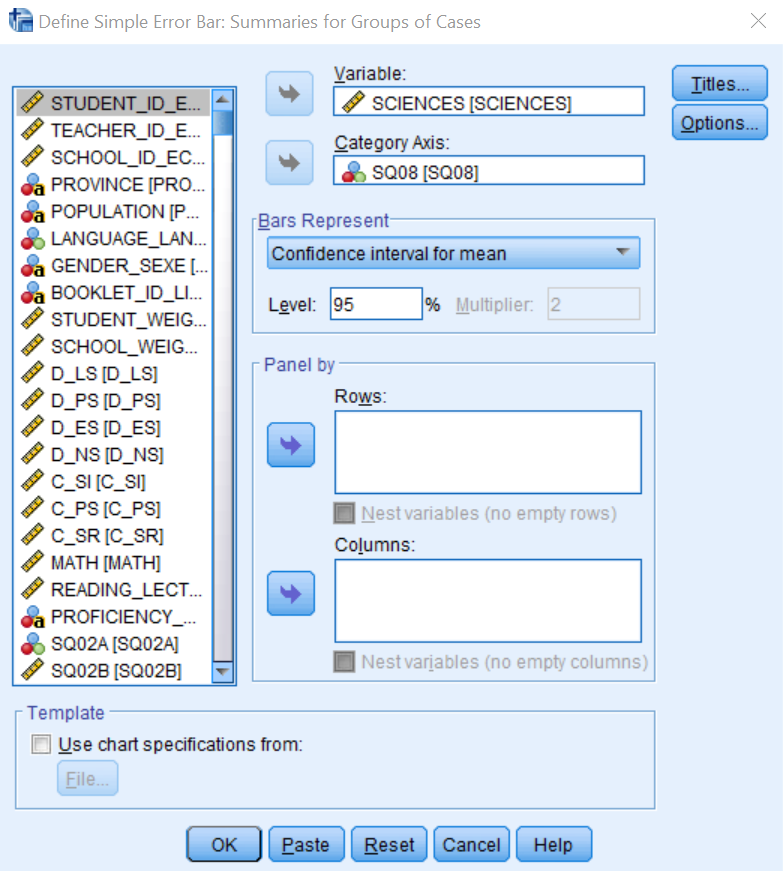 Define Simple Error Bar: Summaries for Groups of Cases
STUDENT_ID_E...
TEACHER_ID_E...
SCHOOL_ID_EC...
PROVINCE [PRO...
POPULATION [P...
LANGUAGE_LAN...
GENDER_SEXE [...
BOOKLET_ID_LI...
STUDENT_WEIG...
SCHOOL_WEIG...
D_LS [D_LS]
D_PS [D_PS]
D_ES [D_ES]
D_NS [D_NS]
C_SI [C_SI]
C_PS [C_PS]
C_SR [C_SR]
MATH [MATH]
READING_LECT...
PROFICIENCY_...
SQ02A [SQ02A]
SQ02B [SQ02B]
Variable:
SCIENCES [SCIENCES]
Category Axis:
SQ08 [SQ08]
Titles...
Options...
Bars Represent
Confidence interval for mean
Level: 95 % Multiplier: 2
Panel by
Rows:
Nest variables (no empty rows)
Columns:
Nest variables (no empty columns)
Template
Use chart specifications from:
File...
OK Paste Reset Cancel Help